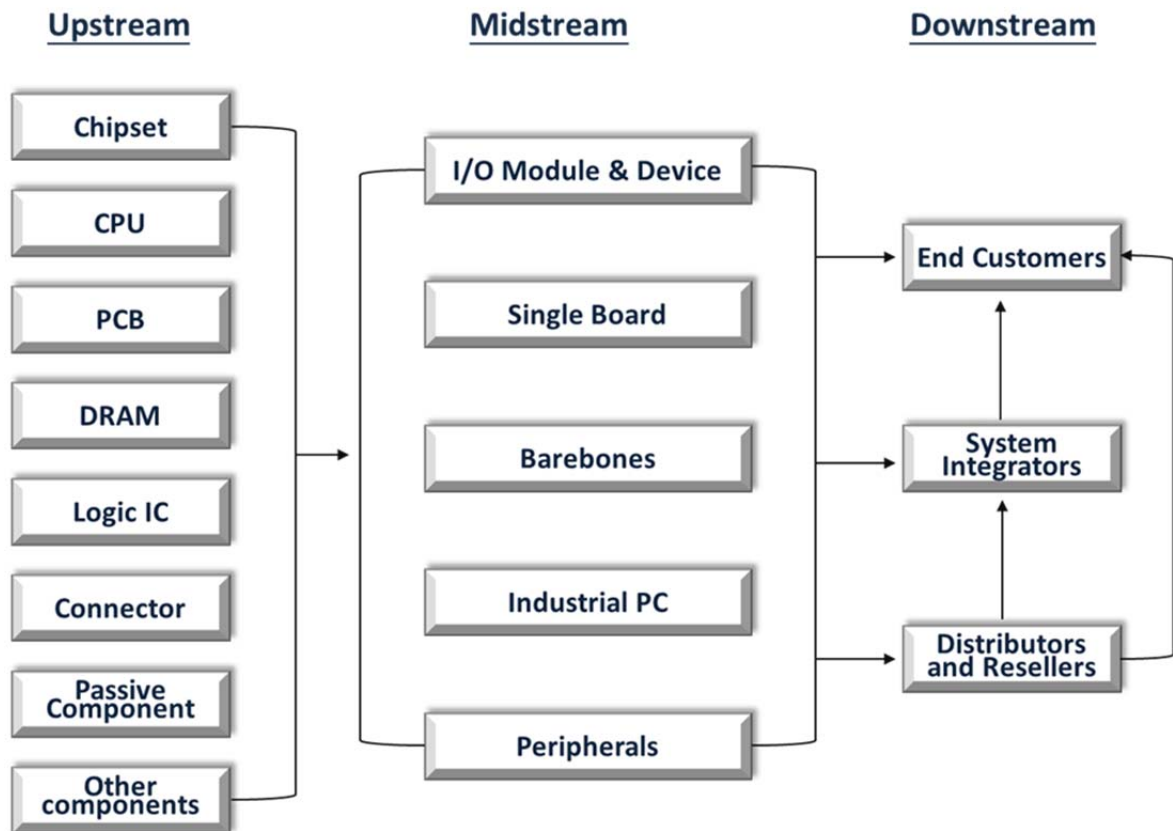 Upstream
Midstream
Downstream
Chipset
CPU
PCB
DRAM
Logic IC
Connector
Passive
Component
Other
components
I/O Module & Device
Single Board
Barebones
Industrial PC
Peripherals
End Customers
System
Integrators
Distributors
and Resellers